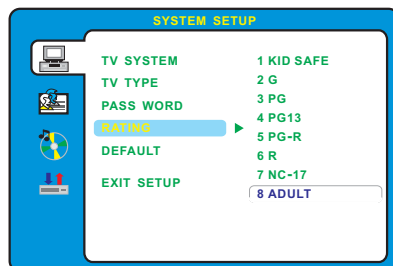 SYSTEM SETUP
TV SYSTEM
TV TYPE
PASS WORD
RATING
DEFAULT
EXIT SETUP
1 KID SAFE
2 G
3 PG
4 PG13
5 PG-R
6 R
7 NC-17
8 ADULT